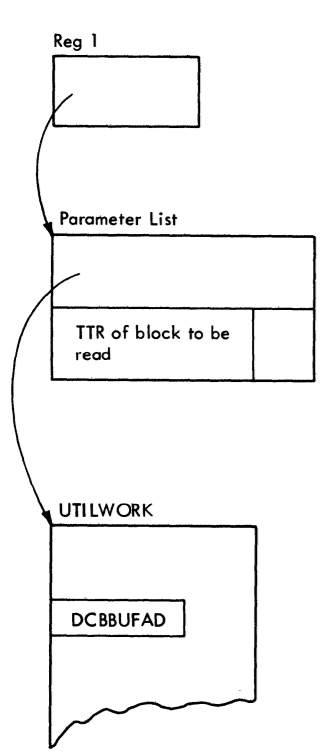 Reg 1
Parameter List
TTR of block to be
read
UTILWORK
DCBBUFAD